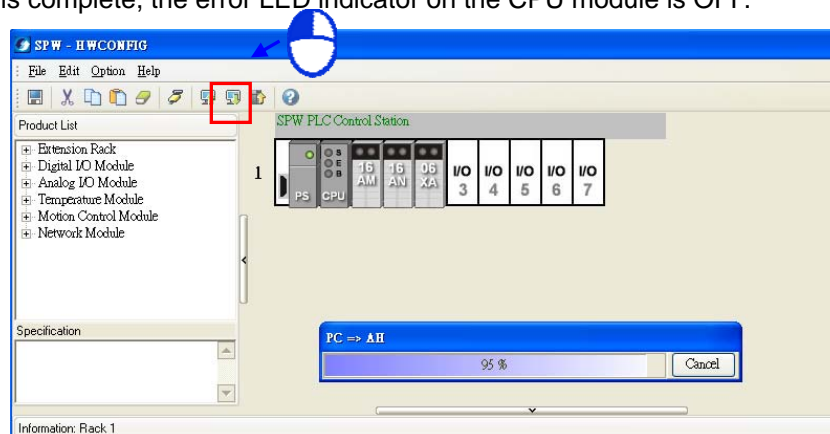 is complete, the error LED indicator on the CPU module is OFF.
SPW - HWCONFIG
File Edit Option Help
Product List
SPW PLC Control Station
Extension Rack
Digital I/O Module
Analog I/O Module
Temperature Module
Motion Control Module
Network Module
1
PS
S
E
B
CPU
16
AM
16
AN
06
XA
I/O
3
I/O
4
I/O
5
I/O
6
I/O
7
Specification
PC => AH
95 %
Cancel
Information: Rack 1